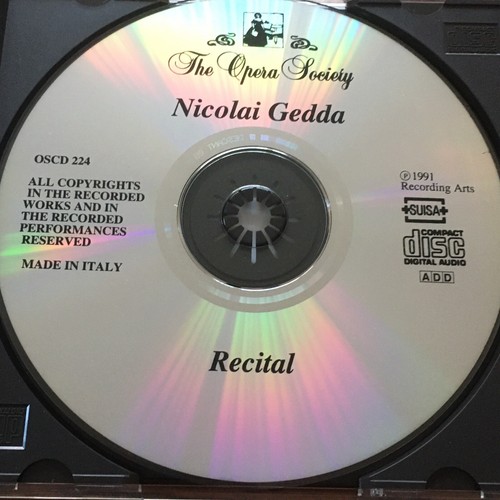 The Opera Society
Nicolai Gedda
OSCD 224
ALL COPYRIGHTS
IN THE RECORDED
WORKS AND IN
THE RECORDED
PERFORMANCES
RESERVED
MADE IN ITALY
℗ 1991
Recording Arts
SUISA
COMPACT
disc
DIGITAL AUDIO
ADD
Recital